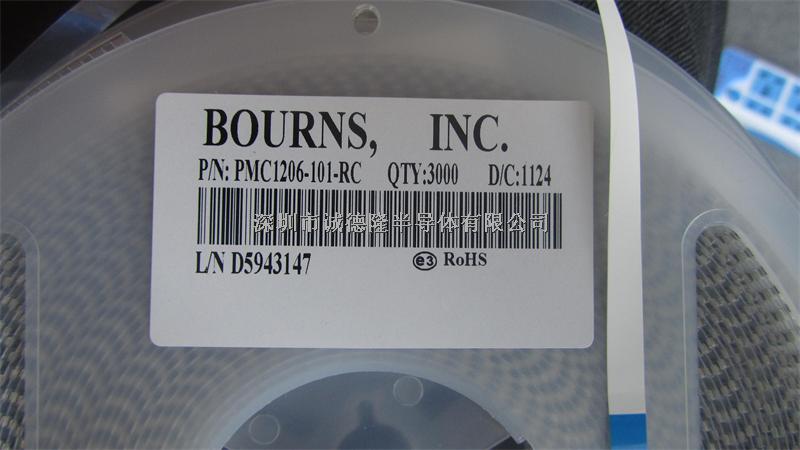 BOURNS, INC.
P/N: PMC1206-101-RC QTY:3000 D/C:1124
深圳市诚德隆半导体有限公司
L/N D5943147 e3 RoHS